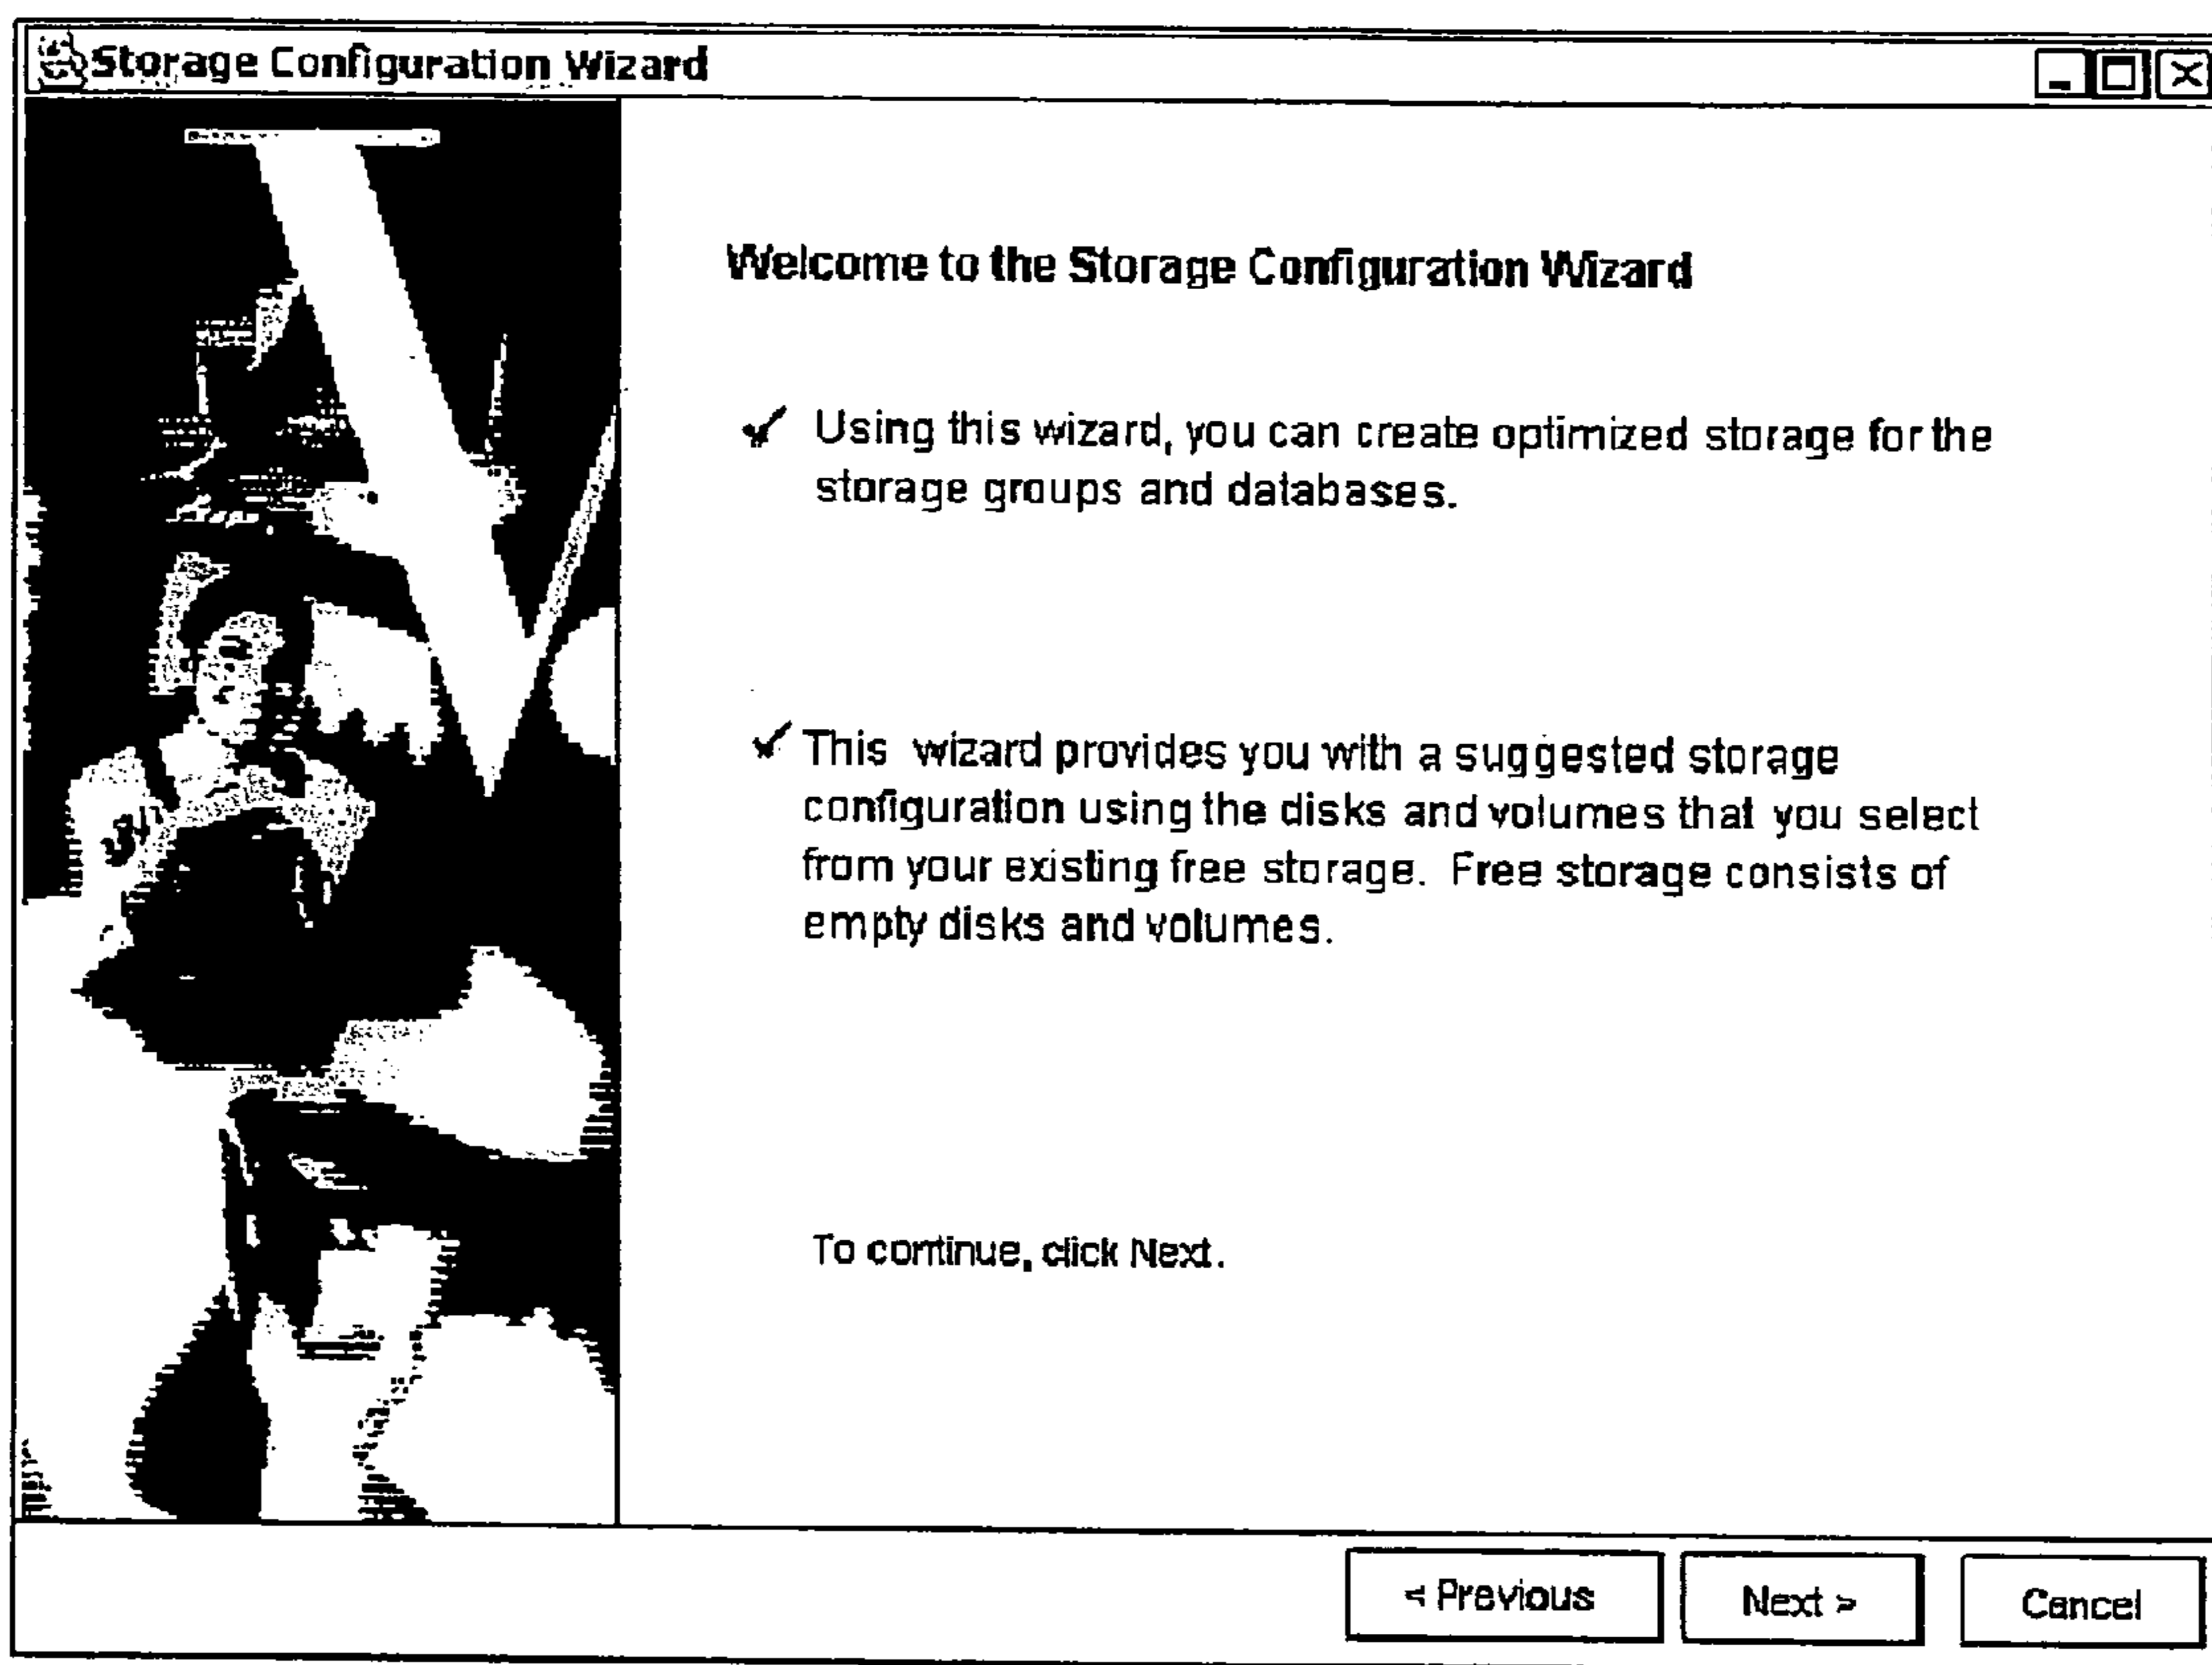 Storage Configuration Wizard
Welcome to the Storage Configuration Wizard
Using this wizard, you can create optimized storage for the
storage groups and databases.
This wizard provides you with a suggested storage
configuration using the disks and volumes that you select
from your existing free storage. Free storage consists of
empty disks and volumes.
To continue, click Next.
< Previous
Next >
Cancel